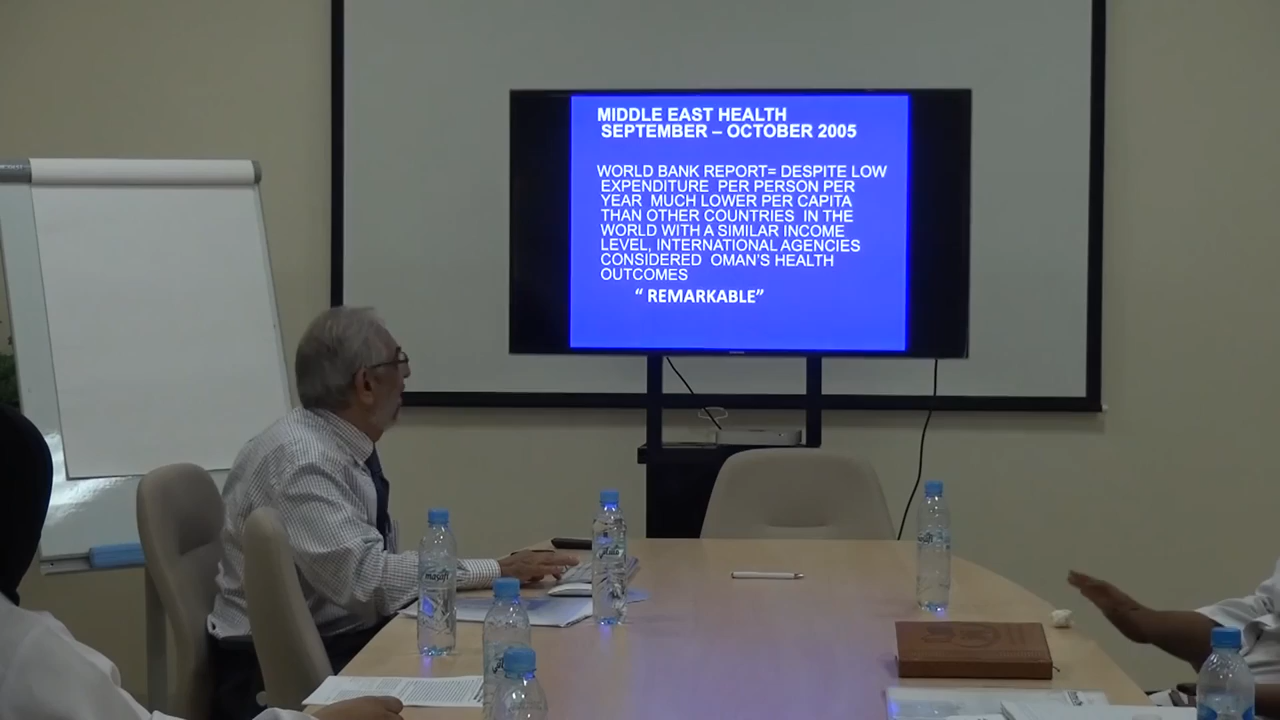 MIDDLE EAST HEALTH
SEPTEMBER – OCTOBER 2005
WORLD BANK REPORT= DESPITE LOW
EXPENDITURE PER PERSON PER
YEAR MUCH LOWER PER CAPITA
THAN OTHER COUNTRIES IN THE
WORLD WITH A SIMILAR INCOME
LEVEL, INTERNATIONAL AGENCIES
CONSIDERED OMAN'S HEALTH
OUTCOMES
“ REMARKABLE”
masafi